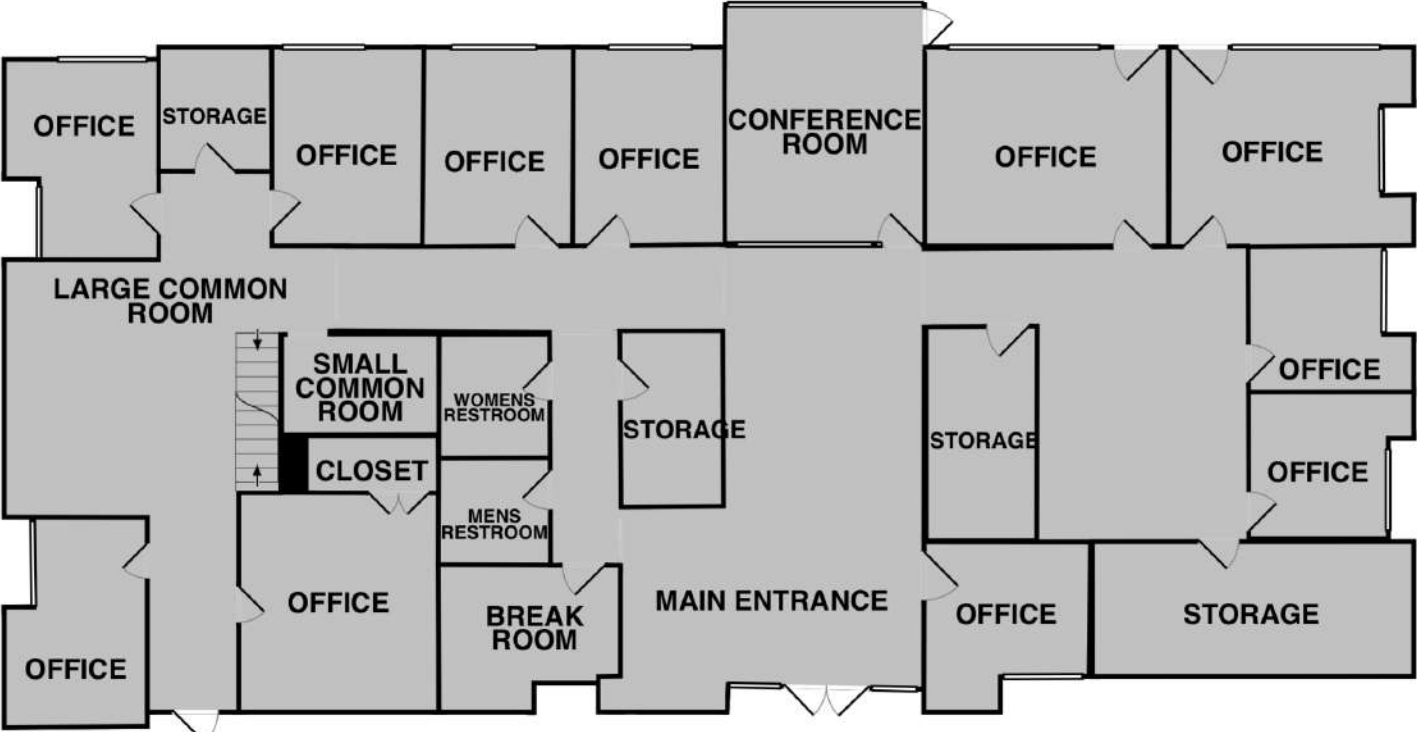 OFFICE
STORAGE
OFFICE
OFFICE
OFFICE
CONFERENCE
ROOM
OFFICE
OFFICE
LARGE COMMON
ROOM
SMALL
COMMON
ROOM
WOMENS
RESTROOM
STORAGE
STORAGE
OFFICE
CLOSET
OFFICE
MENS
RESTROOM
OFFICE
OFFICE
BREAK
ROOM
MAIN ENTRANCE
OFFICE
STORAGE